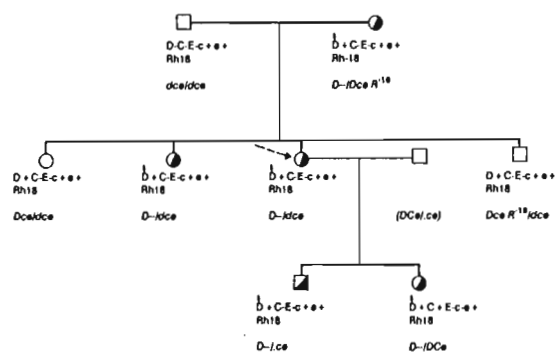 D-C-E-c+e+
Rh18
dce/dce
D+C-E-c+e+
Rh-18
D--/Dce R⁻¹⁸
D+C-E-c+e+
Rh18
Dce/dce
D+C-E-c+e+
Rh18
D--/dce
D+C-E-c+e+
Rh18
D--/dce
(DCe/.ce)
D+C-E-c+e+
Rh18
Dce R⁻¹⁸/dce
D+C-E-c+e+
Rh18
D--/.ce
D+C+E-c-e+
Rh18
D--/DCe